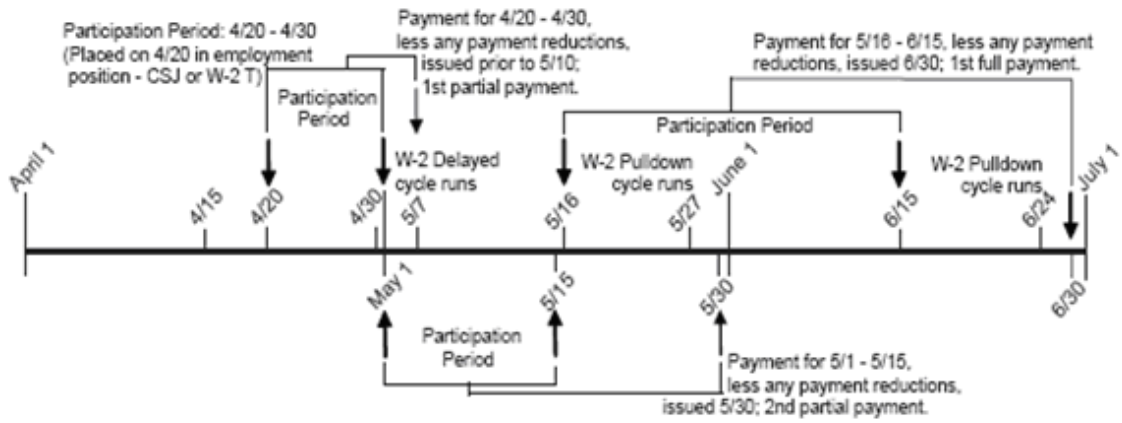 Participation Period: 4/20 - 4/30
(Placed on 4/20 in employment
position - CSJ or W-2 T)
Payment for 4/20 - 4/30,
less any payment reductions,
issued prior to 5/10;
1st partial payment.
Payment for 5/16 - 6/15, less any payment
reductions, issued 6/30; 1st full payment.
Participation
Period
Participation Period
W-2 Delayed
cycle runs
W-2 Pulldown
cycle runs
W-2 Pulldown
cycle runs
April 1
4/15
4/20
4/30
5/7
5/16
5/27
June 1
6/15
6/24
July 1
May 1
5/15
5/30
6/30
Participation
Period
Payment for 5/1 - 5/15,
less any payment reductions,
issued 5/30; 2nd partial payment.